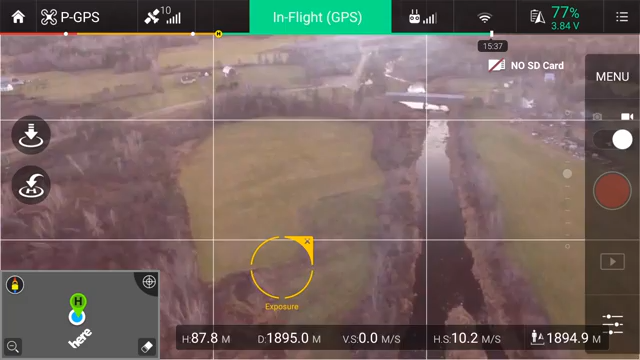 P-GPS
10
In-Flight (GPS)
77%
3.84 V
H
15:37
NO SD Card
MENU
H
Exposure
H
here
H:87.8 M D:1895.0 M V.S:0.0 M/S H.S:10.2 M/S 1894.9 M